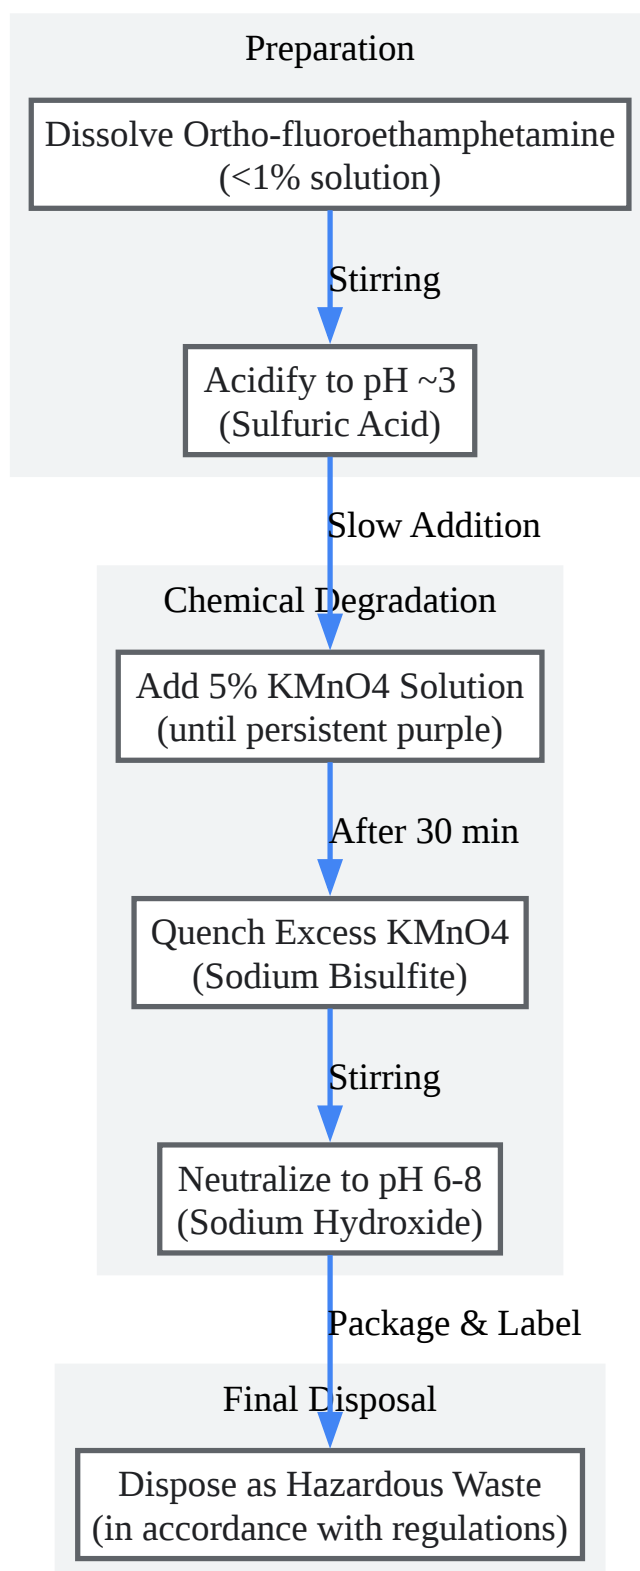 Preparation
Dissolve Ortho-fluoroethamphetamine
(<1% solution)
Stirring
Acidify to pH ~3
(Sulfuric Acid)
Slow Addition
Chemical Degradation
Add 5% KMnO4 Solution
(until persistent purple)
After 30 min
Quench Excess KMnO4
(Sodium Bisulfite)
Stirring
Neutralize to pH 6-8
(Sodium Hydroxide)
Package & Label
Final Disposal
Dispose as Hazardous Waste
(in accordance with regulations)